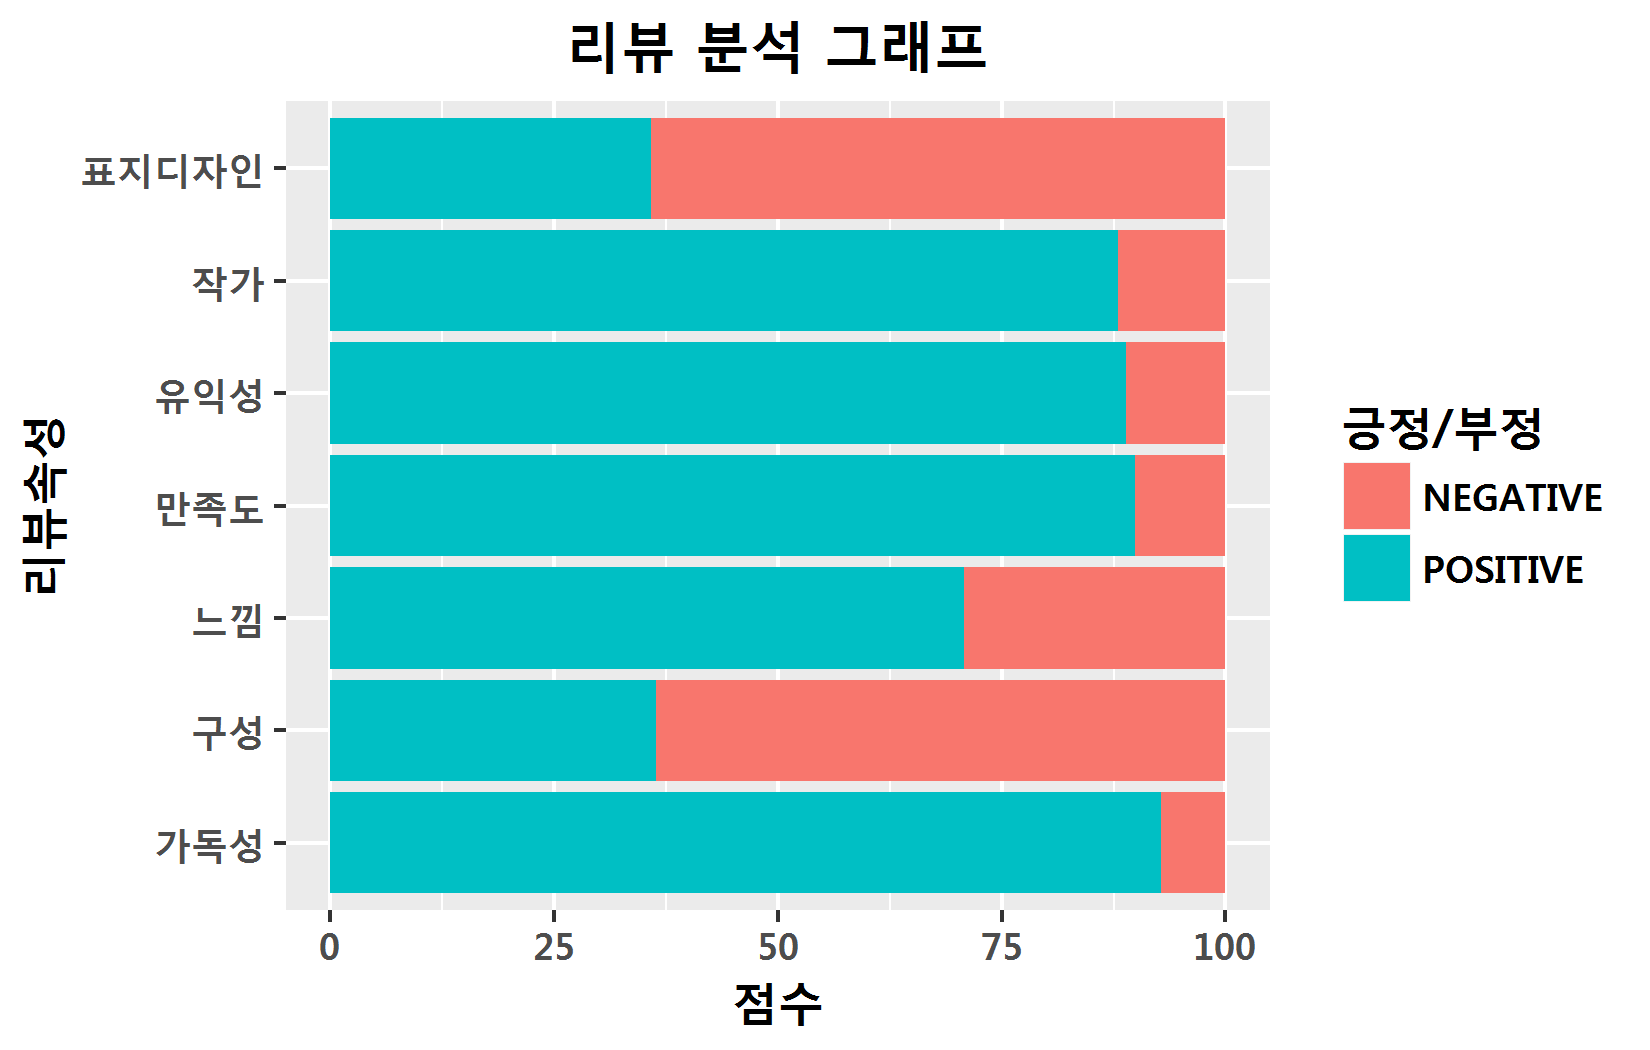 리뷰 분석 그래프
표지디자인
작가
유익성
만족도
느낌
구성
가독성
리뷰속성
0 25 50 75 100
점수
긍정/부정
NEGATIVE
POSITIVE